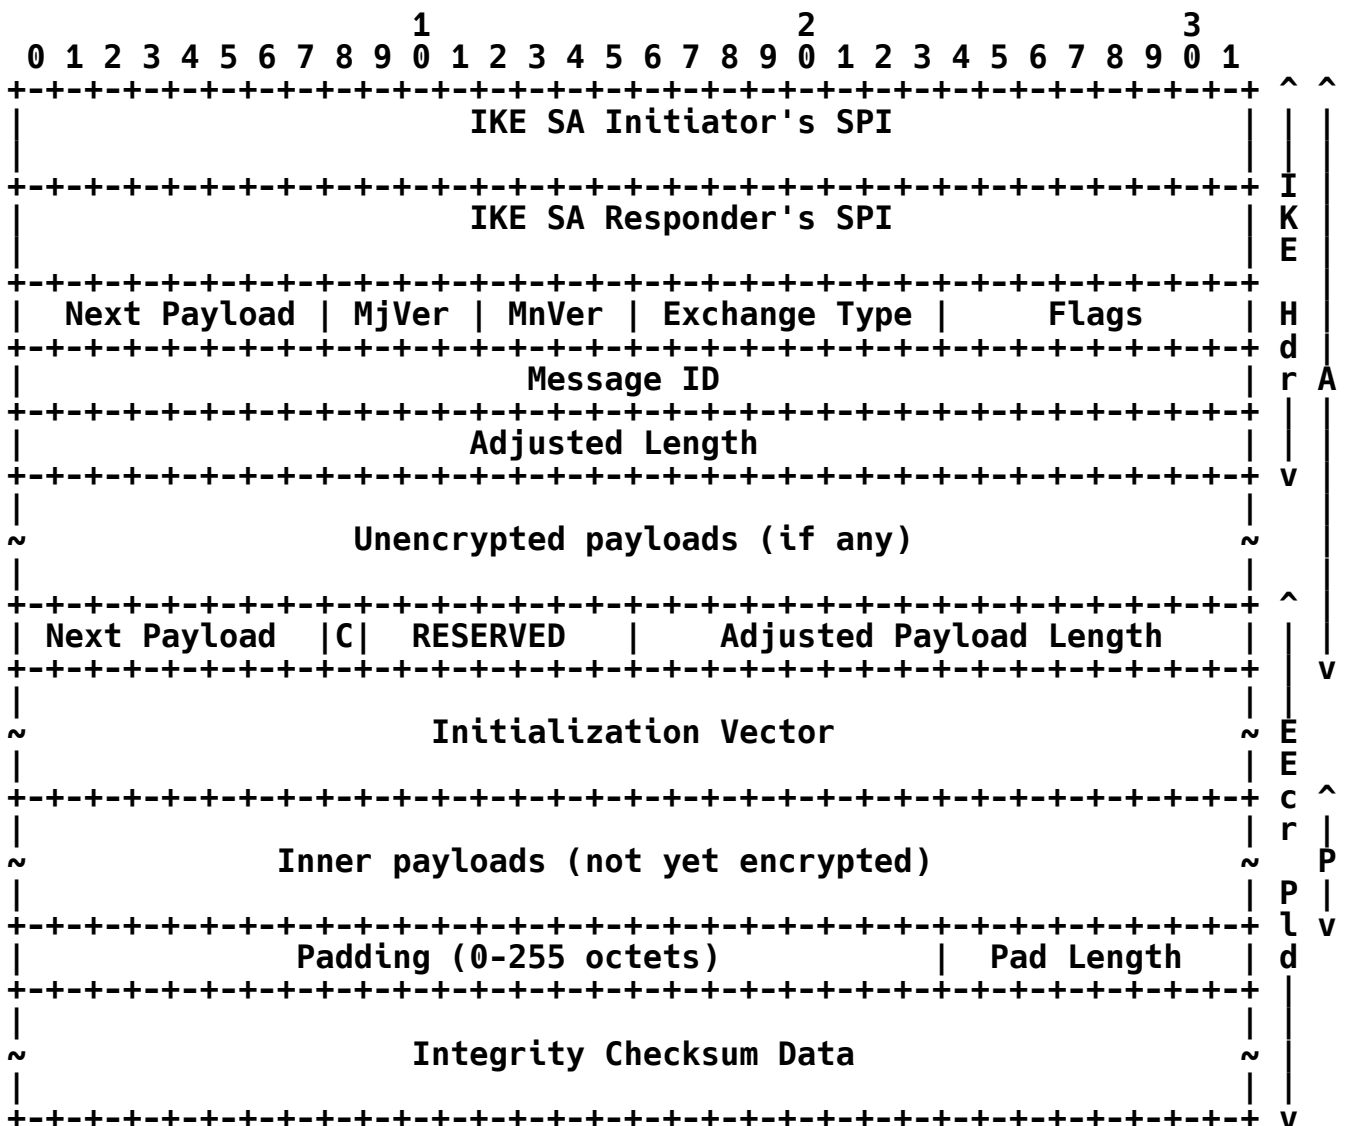 1                   2                   3
 0 1 2 3 4 5 6 7 8 9 0 1 2 3 4 5 6 7 8 9 0 1 2 3 4 5 6 7 8 9 0 1
+-+-+-+-+-+-+-+-+-+-+-+-+-+-+-+-+-+-+-+-+-+-+-+-+-+-+-+-+-+-+-+-+ ^ ^
|                       IKE SA Initiator's SPI                  | | |
|                                                               | | |
+-+-+-+-+-+-+-+-+-+-+-+-+-+-+-+-+-+-+-+-+-+-+-+-+-+-+-+-+-+-+-+-+ I |
|                       IKE SA Responder's SPI                  | K |
|                                                               | E |
+-+-+-+-+-+-+-+-+-+-+-+-+-+-+-+-+-+-+-+-+-+-+-+-+-+-+-+-+-+-+-+-+   |
|  Next Payload | MjVer | MnVer | Exchange Type |     Flags     | H |
+-+-+-+-+-+-+-+-+-+-+-+-+-+-+-+-+-+-+-+-+-+-+-+-+-+-+-+-+-+-+-+-+ d |
|                          Message ID                           | r A
+-+-+-+-+-+-+-+-+-+-+-+-+-+-+-+-+-+-+-+-+-+-+-+-+-+-+-+-+-+-+-+-+ | |
|                       Adjusted Length                         | | |
+-+-+-+-+-+-+-+-+-+-+-+-+-+-+-+-+-+-+-+-+-+-+-+-+-+-+-+-+-+-+-+-+ v |
|                                                               |   |
~                 Unencrypted payloads (if any)                 ~   |
|                                                               |   |
+-+-+-+-+-+-+-+-+-+-+-+-+-+-+-+-+-+-+-+-+-+-+-+-+-+-+-+-+-+-+-+-+ ^ |
| Next Payload  |C|  RESERVED   |    Adjusted Payload Length    | | |
+-+-+-+-+-+-+-+-+-+-+-+-+-+-+-+-+-+-+-+-+-+-+-+-+-+-+-+-+-+-+-+-+ | v
|                                                               | |
~                     Initialization Vector                     ~ E
|                                                               | E
+-+-+-+-+-+-+-+-+-+-+-+-+-+-+-+-+-+-+-+-+-+-+-+-+-+-+-+-+-+-+-+-+ c ^
|                                                               | r |
~             Inner payloads (not yet encrypted)                ~   P
|                                                               | P |
+-+-+-+-+-+-+-+-+-+-+-+-+-+-+-+-+-+-+-+-+-+-+-+-+-+-+-+-+-+-+-+-+ l v
|              Padding (0-255 octets)           |  Pad Length   | d
+-+-+-+-+-+-+-+-+-+-+-+-+-+-+-+-+-+-+-+-+-+-+-+-+-+-+-+-+-+-+-+-+ |
|                                                               | |
~                    Integrity Checksum Data                    ~ |
|                                                               | |
+-+-+-+-+-+-+-+-+-+-+-+-+-+-+-+-+-+-+-+-+-+-+-+-+-+-+-+-+-+-+-+-+ v